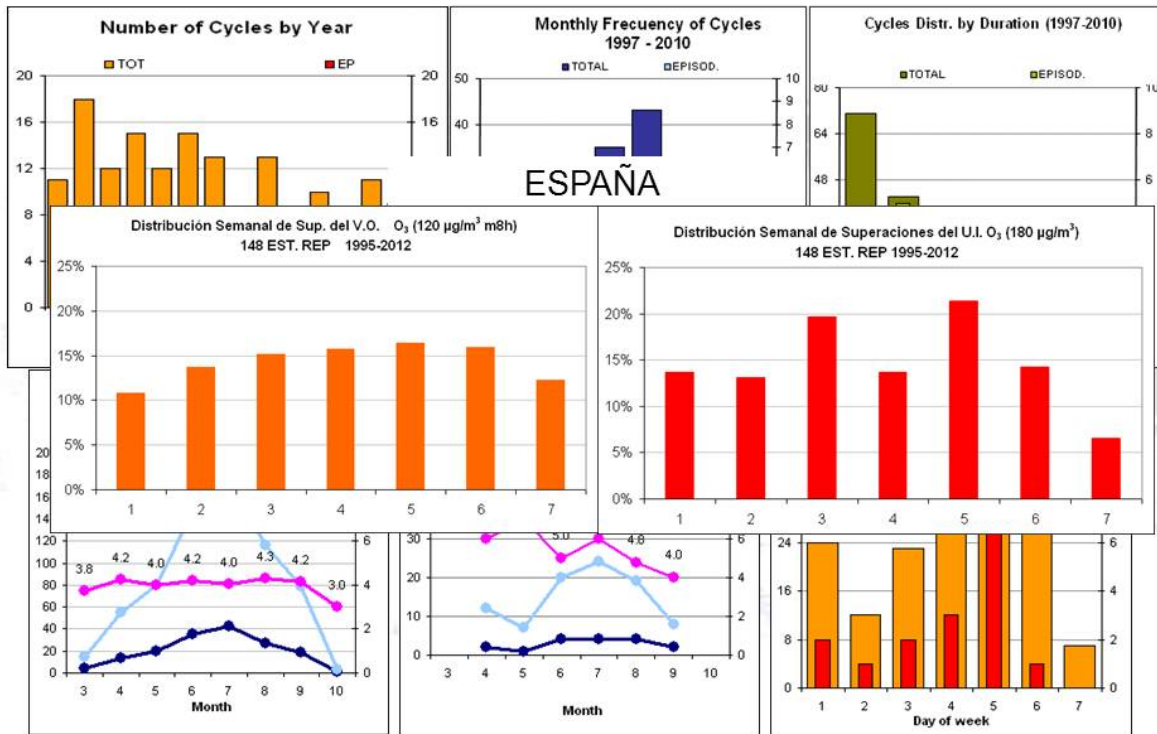 Number of Cycles by Year
TOT EP
20 20
16 16
12 12
8
4
0
Monthly Frecuency of Cycles
1997 - 2010
TOTAL EPISOD.
50 10
9
40 8
7
Cycles Distr. by Duration (1997-2010)
TOTAL EPISOD.
80 10
64 8
48 6
ESPAÑA
Distribución Semanal de Sup. del V.O. O₃ (120 µg/m³ m8h)
148 EST. REP 1995-2012
25%
20%
15%
10%
5%
0%
1 2 3 4 5 6 7
Distribución Semanal de Superaciones del U.I. O₃ (180 µg/m³)
148 EST. REP 1995-2012
25%
20%
15%
10%
5%
0%
1 2 3 4 5 6 7
120 6
100
80 4
60
40 2
20
0 0
3.8 4.2 4.0 4.2 4.0 4.3 4.2 3.0
3 4 5 6 7 8 9 10
Month
30 6
20 4
10 2
0 0
5.0 4.8 4.0
3 4 5 6 7 8 9 10
Month
24 6
16 4
8 2
0 0
1 2 3 4 5 6 7
Day of week